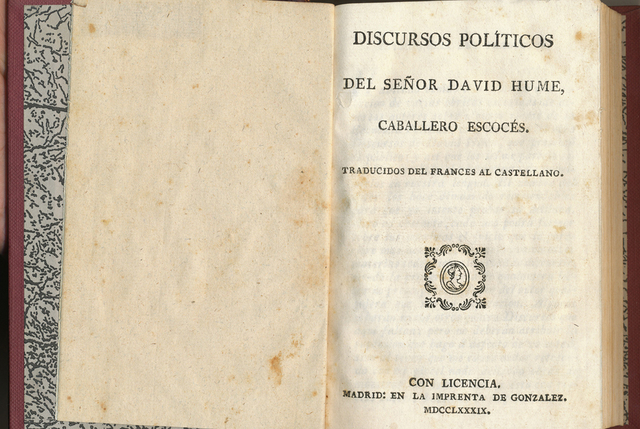 DISCURSOS POLÍTICOS
DEL SEÑOR DAVID HUME,
CABALLERO ESCOCÉS.
TRADUCIDOS DEL FRANCES AL CASTELLANO.
CON LICENCIA.
MADRID: EN LA IMPRENTA DE GONZALEZ.
MDCCLXXXIX.